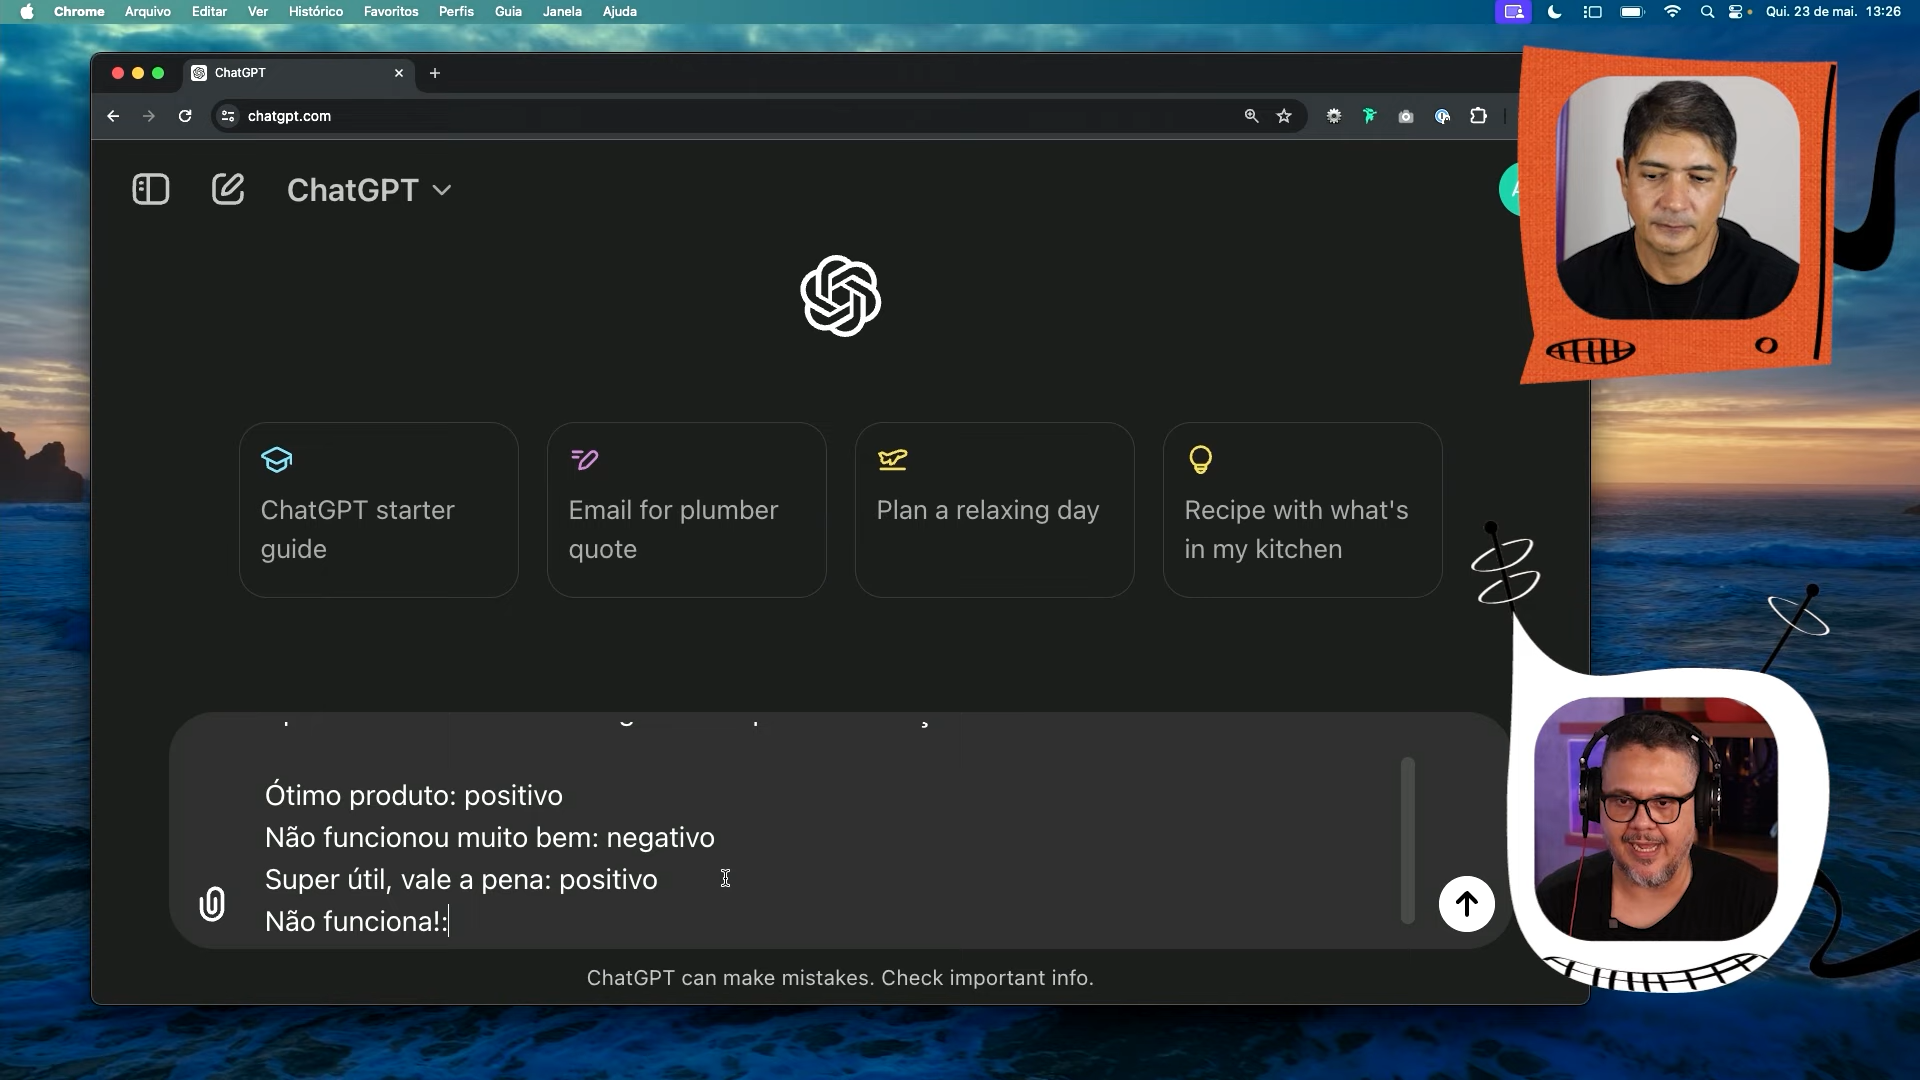 Chrome Arquivo Editar Ver Histórico Favoritos Perfis Guia Janela Ajuda
Qui. 23 de mai. 13:26
ChatGPT
chatgpt.com
ChatGPT
ChatGPT starter
guide
Email for plumber
quote
Plan a relaxing day
Recipe with what's
in my kitchen
Ótimo produto: positivo
Não funcionou muito bem: negativo
Super útil, vale a pena: positivo
Não funciona!:
ChatGPT can make mistakes. Check important info.